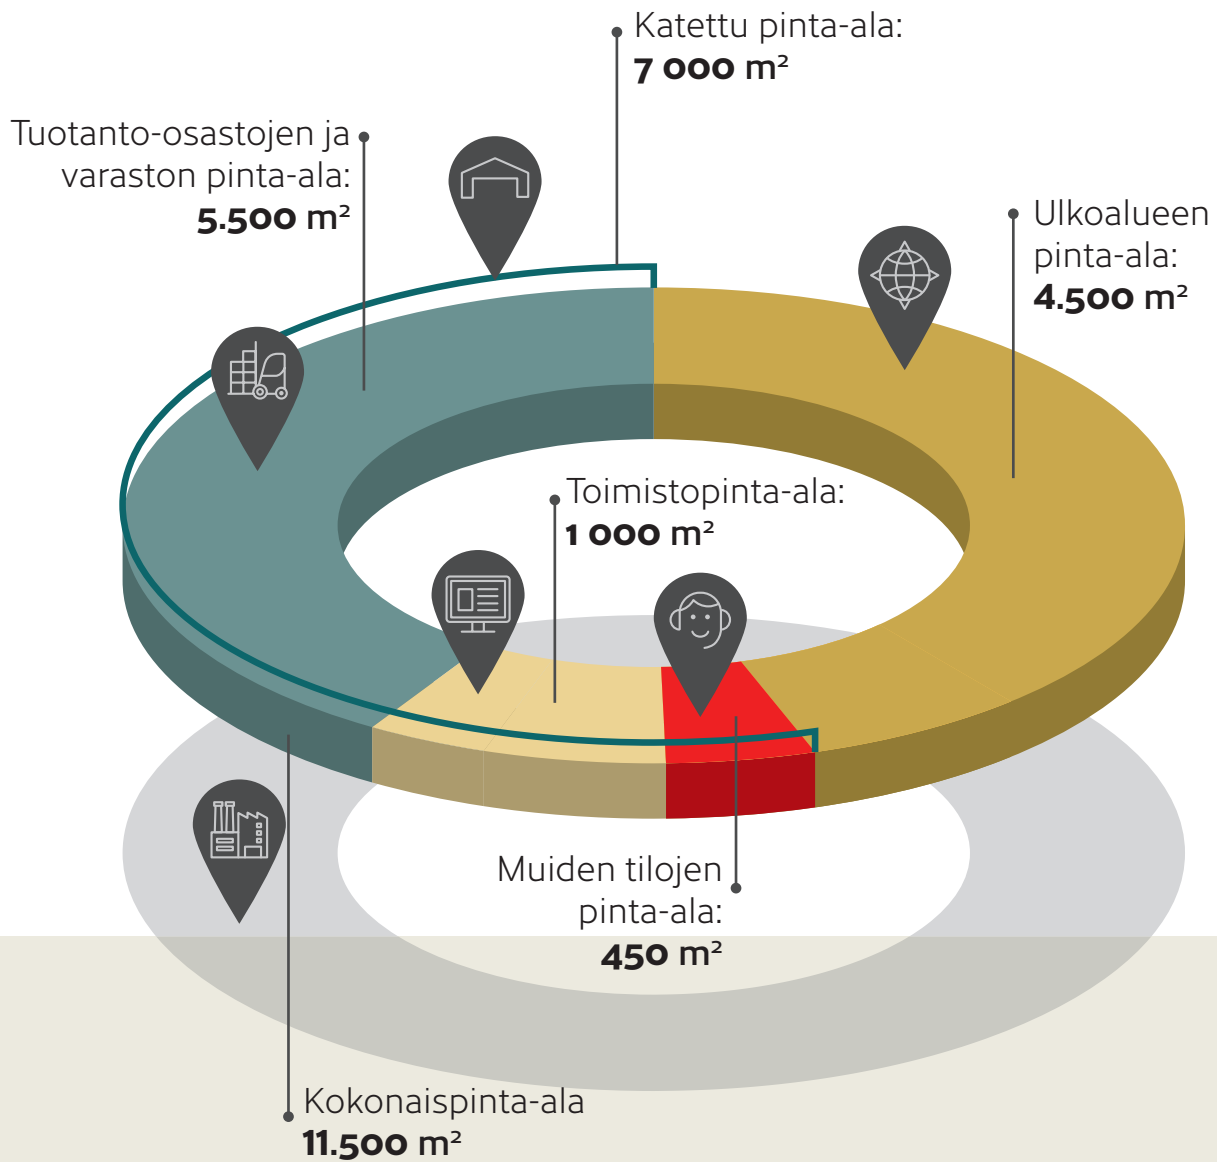 Katettu pinta-ala:
7 000 m²
Tuotanto-osastojen ja
varaston pinta-ala:
5.500 m²
Ulkoalueen
pinta-ala:
4.500 m²
Toimistopinta-ala:
1 000 m²
Muiden tilojen
pinta-ala:
450 m²
Kokonaispinta-ala
11.500 m²